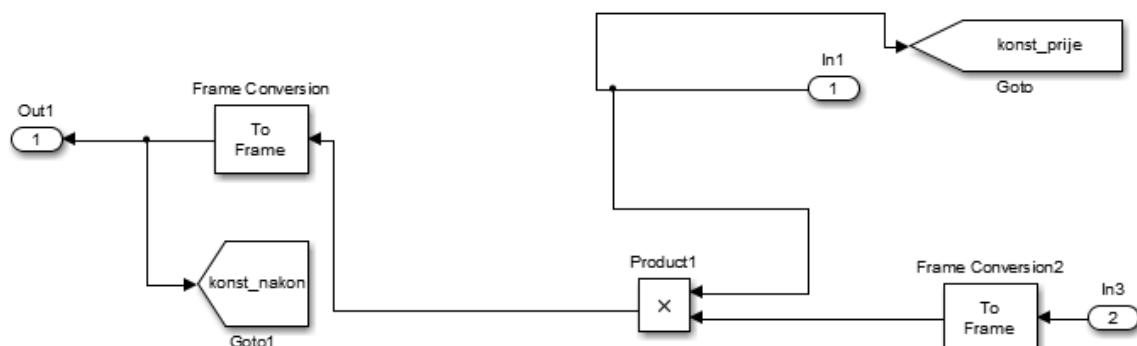 konst_prije
Goto
In1
1
Frame Conversion
To
Frame
Out1
1
konst_nakon
Goto1
Product1
×
Frame Conversion2
To
Frame
In3
2